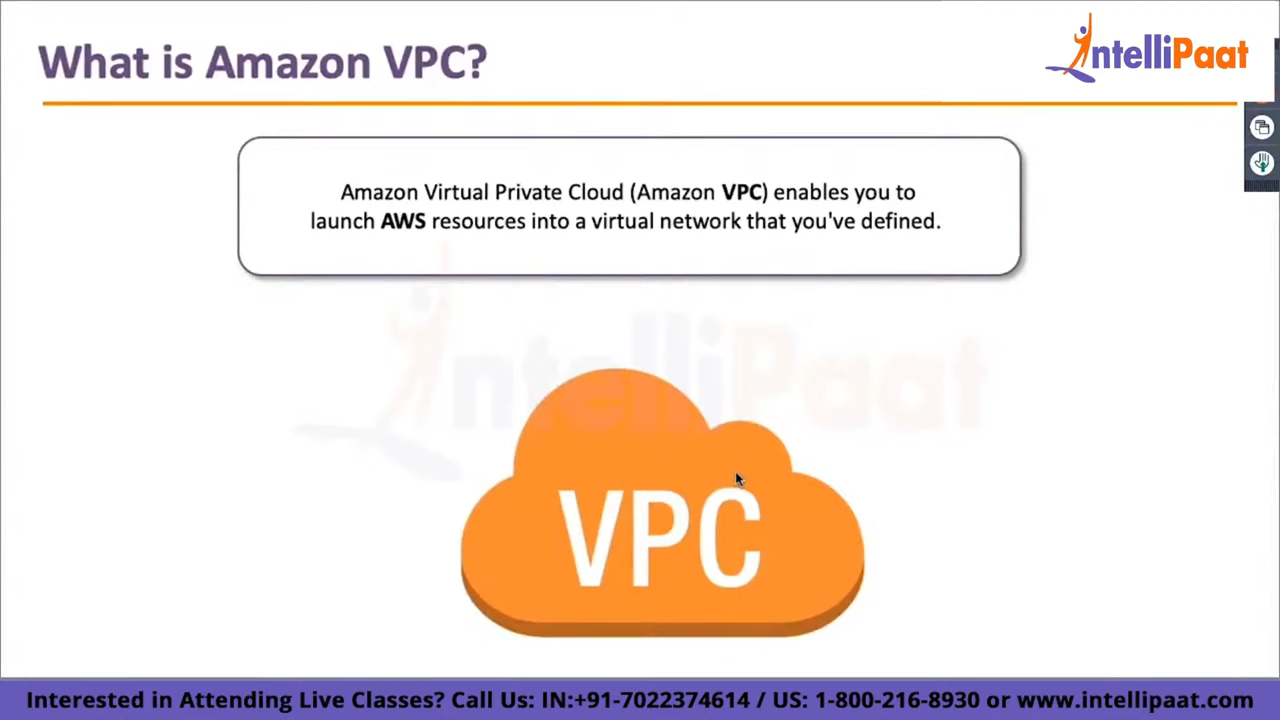 What is Amazon VPC?
IntelliPaat
Amazon Virtual Private Cloud (Amazon VPC) enables you to
launch AWS resources into a virtual network that you've defined.
IntelliPaat
VPC
Interested in Attending Live Classes? Call Us: IN:+91-7022374614 / US: 1-800-216-8930 or www.intellipaat.com